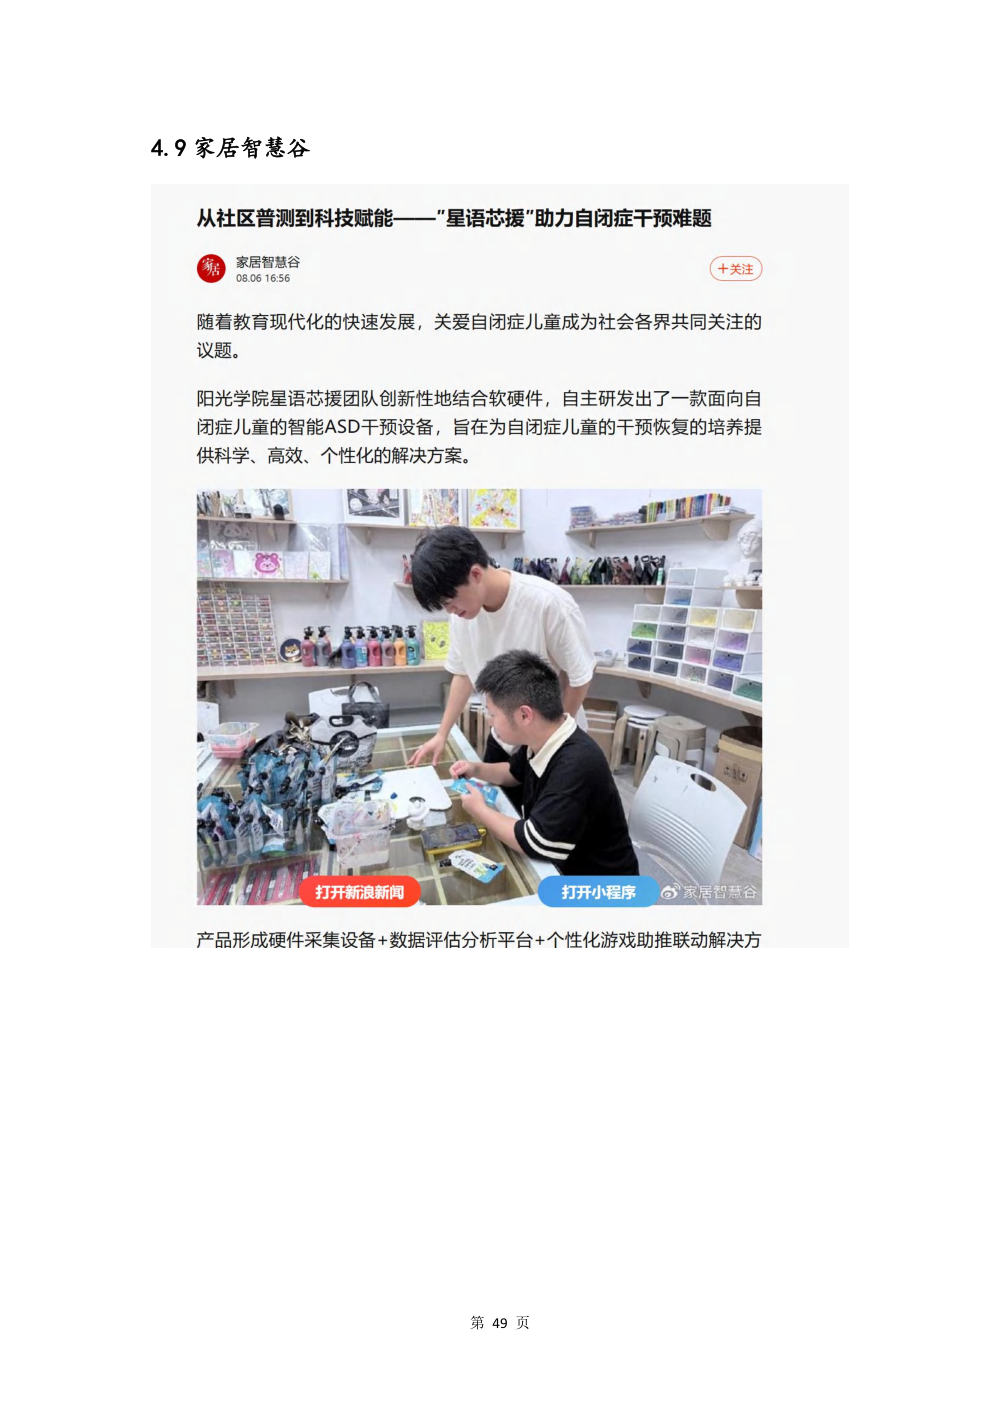 4.9 家居智慧谷
从社区普测到科技赋能——"星语芯援"助力自闭症干预难题
家居
家居智慧谷
08.06 16:56
+关注
随着教育现代化的快速发展，关爱自闭症儿童成为社会各界共同关注的
议题。
阳光学院星语芯援团队创新性地结合软硬件，自主研发出了一款面向自
闭症儿童的智能ASD干预设备，旨在为自闭症儿童的干预恢复的培养提
供科学、高效、个性化的解决方案。
打开新浪新闻
打开小程序
家居智慧谷
产品形成硬件采集设备+数据评估分析平台+个性化游戏助推联动解决方
第 49 页